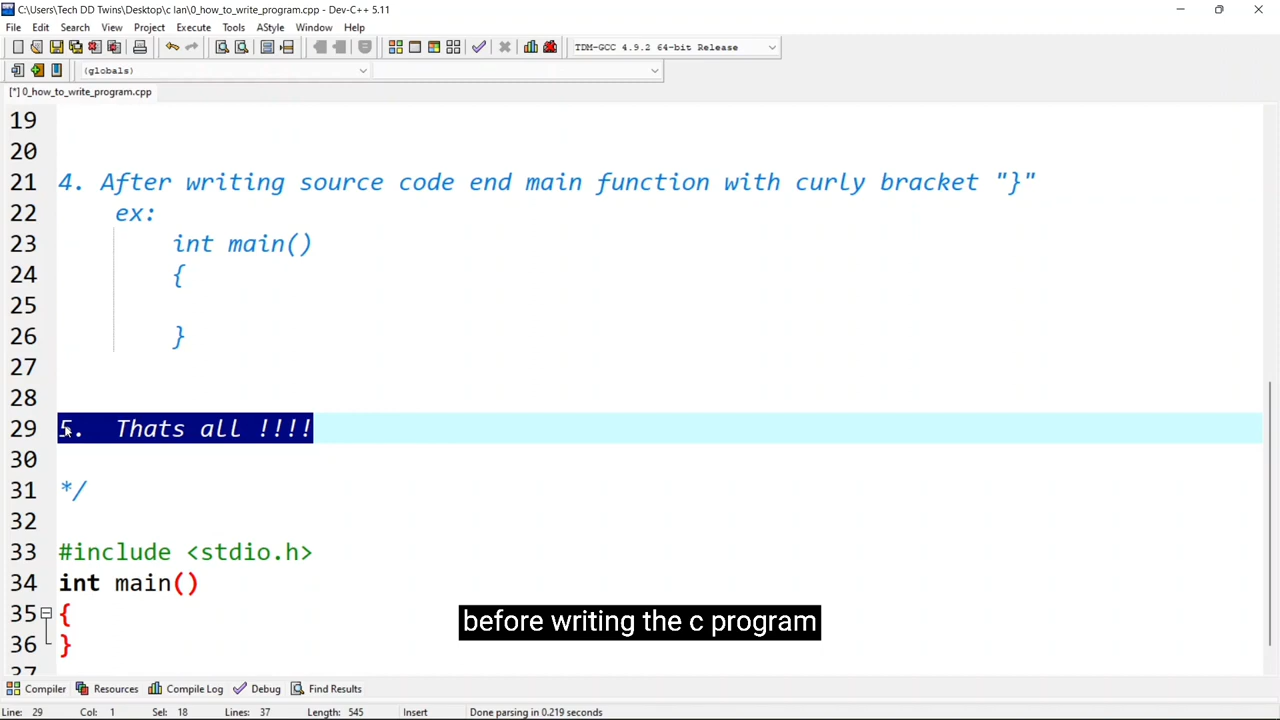 C:\Users\Tech DD Twins\Desktop\c lan\0_how_to_write_program.cpp - Dev-C++ 5.11
File Edit Search View Project Execute Tools AStyle Window Help
TDM-GCC 4.9.2 64-bit Release
(globals)
[*] 0_how_to_write_program.cpp
19
20
21 4. After writing source code end main function with curly bracket "}"
22 ex:
23 int main()
24 {
25
26 }
27
28
29 5. Thats all !!!!
30
31 */
32
33 #include <stdio.h>
34 int main()
35 {
36 }
37
before writing the c program
Compiler Resources Compile Log Debug Find Results
Line: 29 Col: 1 Sel: 18 Lines: 37 Length: 545 Insert Done parsing in 0.219 seconds